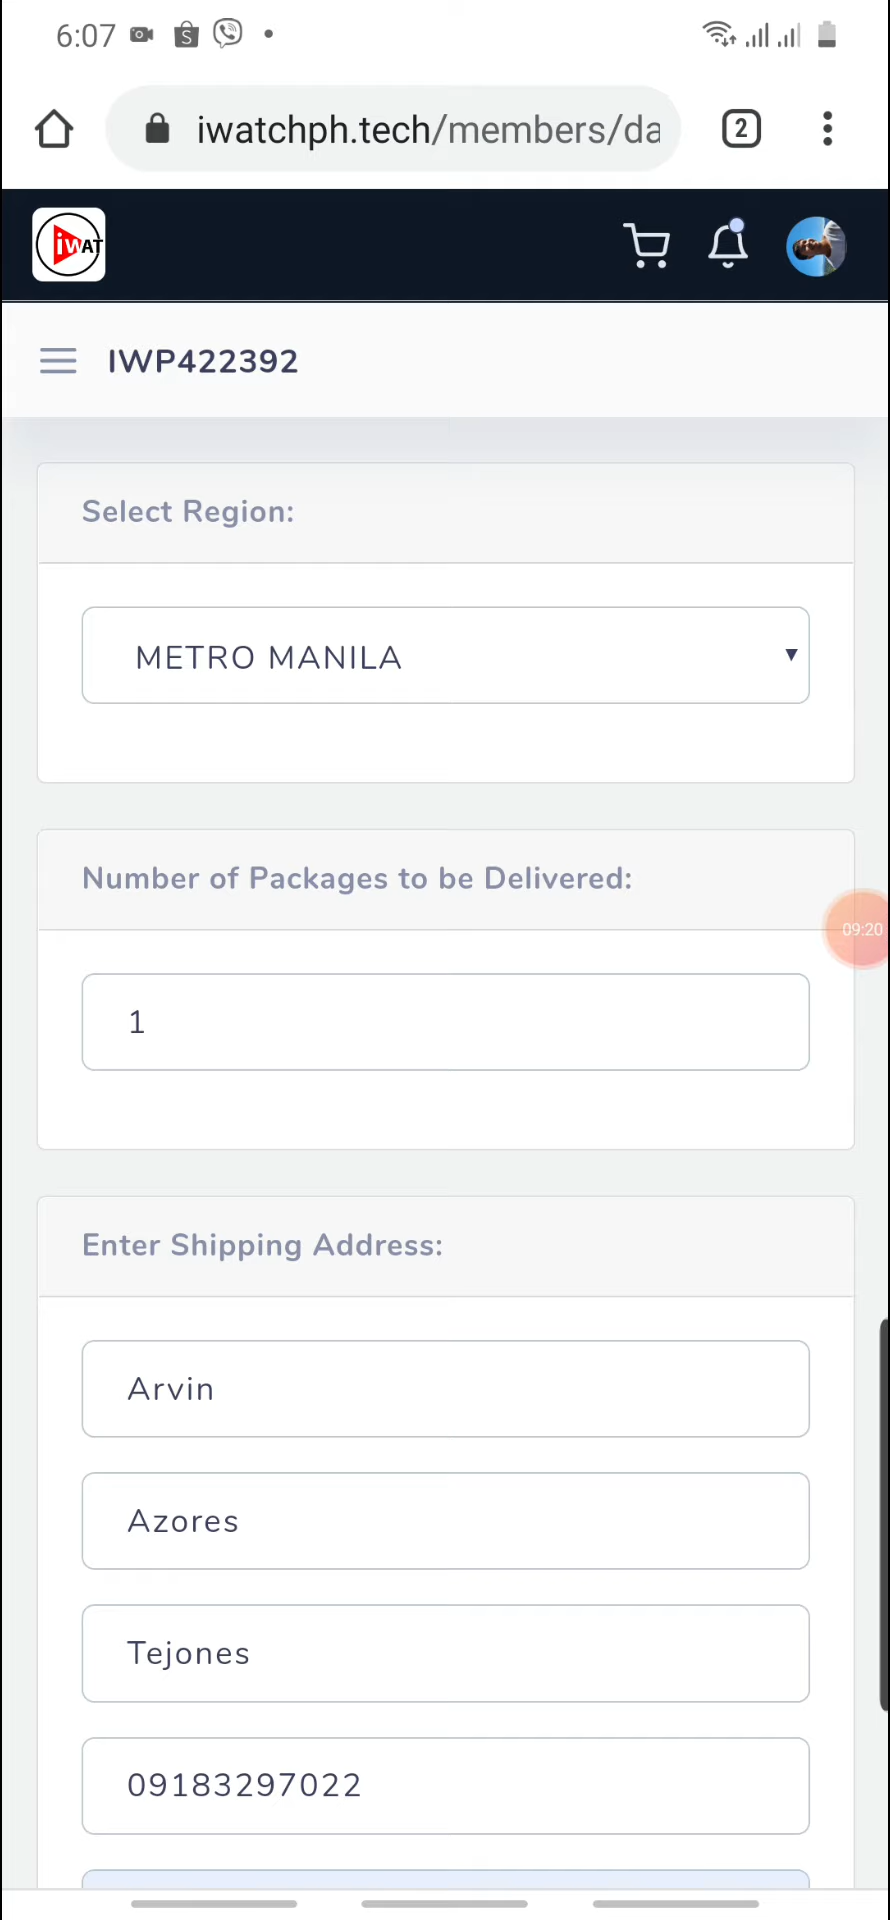 6:07
iwatchph.tech/members/da
2
iWAT
IWP422392
Select Region:
METRO MANILA
Number of Packages to be Delivered:
09:20
1
Enter Shipping Address:
Arvin
Azores
Tejones
09183297022